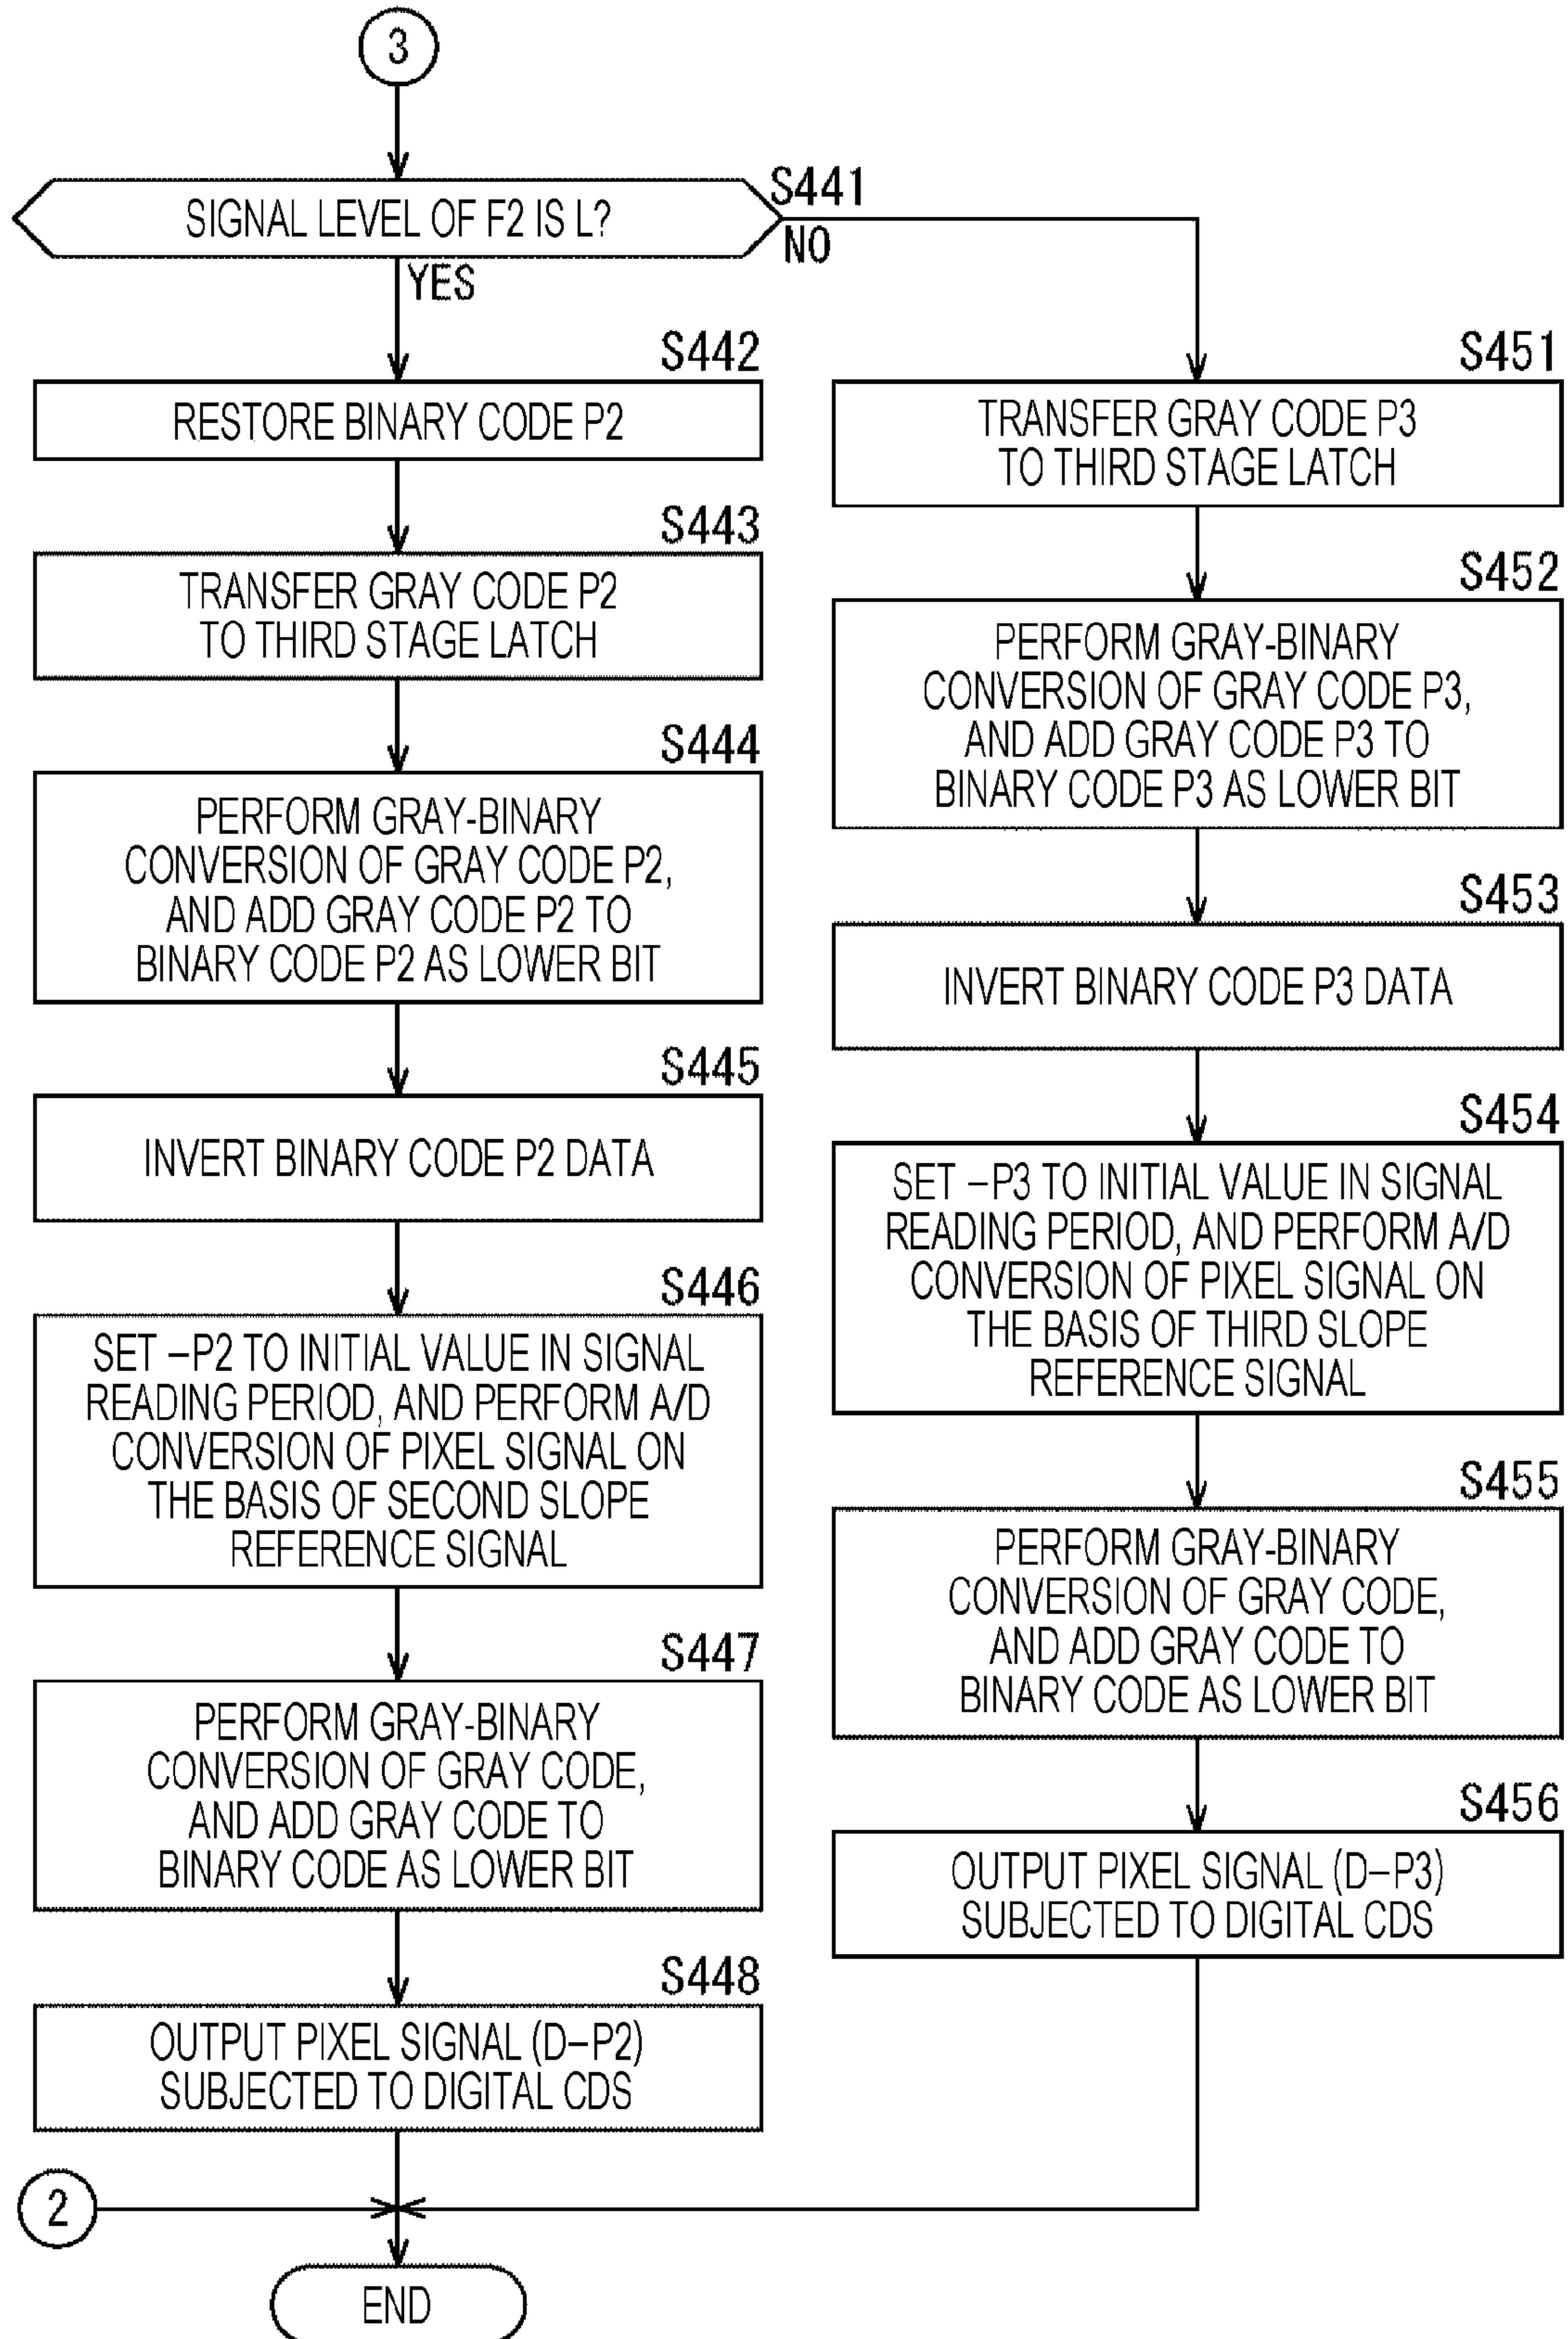 3
S441
SIGNAL LEVEL OF F2 IS L?
NO
YES
S442
RESTORE BINARY CODE P2
S443
TRANSFER GRAY CODE P2
TO THIRD STAGE LATCH
S444
PERFORM GRAY-BINARY
CONVERSION OF GRAY CODE P2,
AND ADD GRAY CODE P2 TO
BINARY CODE P2 AS LOWER BIT
S445
INVERT BINARY CODE P2 DATA
S446
SET –P2 TO INITIAL VALUE IN SIGNAL
READING PERIOD, AND PERFORM A/D
CONVERSION OF PIXEL SIGNAL ON
THE BASIS OF SECOND SLOPE
REFERENCE SIGNAL
S447
PERFORM GRAY-BINARY
CONVERSION OF GRAY CODE,
AND ADD GRAY CODE TO
BINARY CODE AS LOWER BIT
S448
OUTPUT PIXEL SIGNAL (D–P2)
SUBJECTED TO DIGITAL CDS
S451
TRANSFER GRAY CODE P3
TO THIRD STAGE LATCH
S452
PERFORM GRAY-BINARY
CONVERSION OF GRAY CODE P3,
AND ADD GRAY CODE P3 TO
BINARY CODE P3 AS LOWER BIT
S453
INVERT BINARY CODE P3 DATA
S454
SET –P3 TO INITIAL VALUE IN SIGNAL
READING PERIOD, AND PERFORM A/D
CONVERSION OF PIXEL SIGNAL ON
THE BASIS OF THIRD SLOPE
REFERENCE SIGNAL
S455
PERFORM GRAY-BINARY
CONVERSION OF GRAY CODE,
AND ADD GRAY CODE TO
BINARY CODE AS LOWER BIT
S456
OUTPUT PIXEL SIGNAL (D–P3)
SUBJECTED TO DIGITAL CDS
2
END